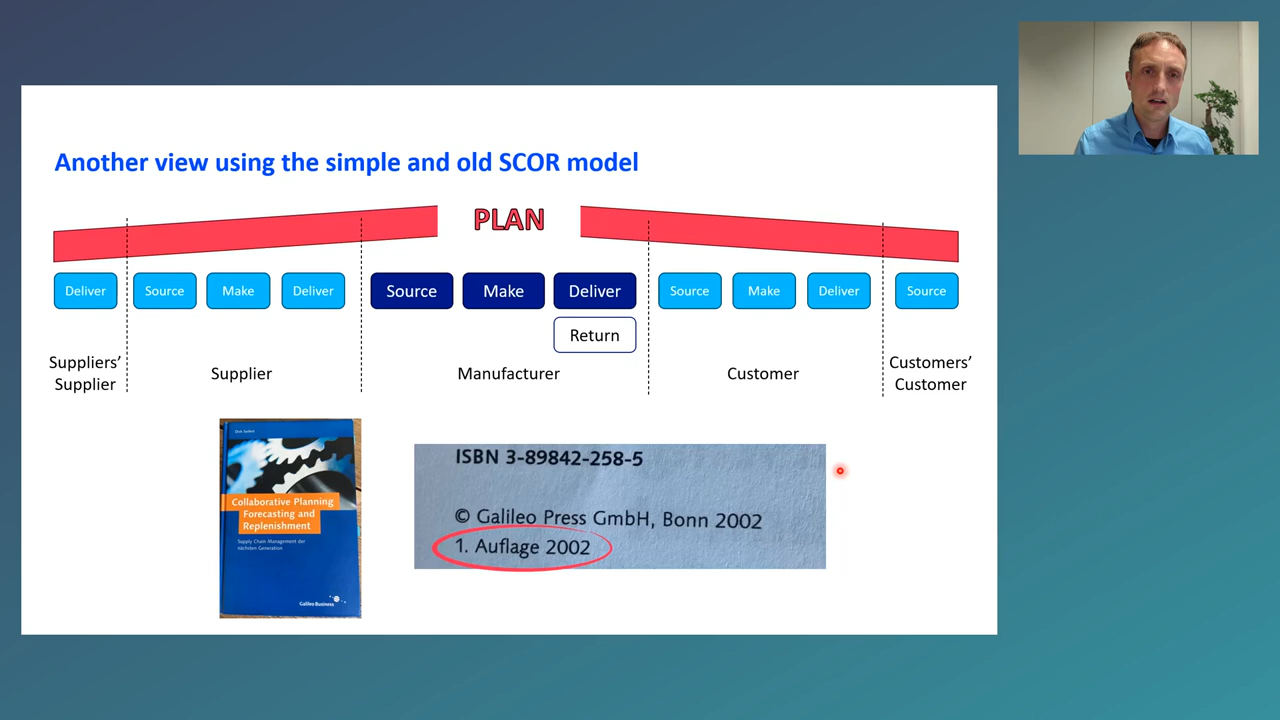 Another view using the simple and old SCOR model
PLAN
Deliver
Source
Make
Deliver
Source
Make
Deliver
Source
Make
Deliver
Source
Return
Suppliers’
Supplier
Supplier
Manufacturer
Customer
Customers’
Customer
Dirk Seifert
Collaborative Planning
Forecasting and
Replenishment
Supply Chain Management der
nächsten Generation
Galileo Business
ISBN 3-89842-258-5
© Galileo Press GmbH, Bonn 2002
1. Auflage 2002